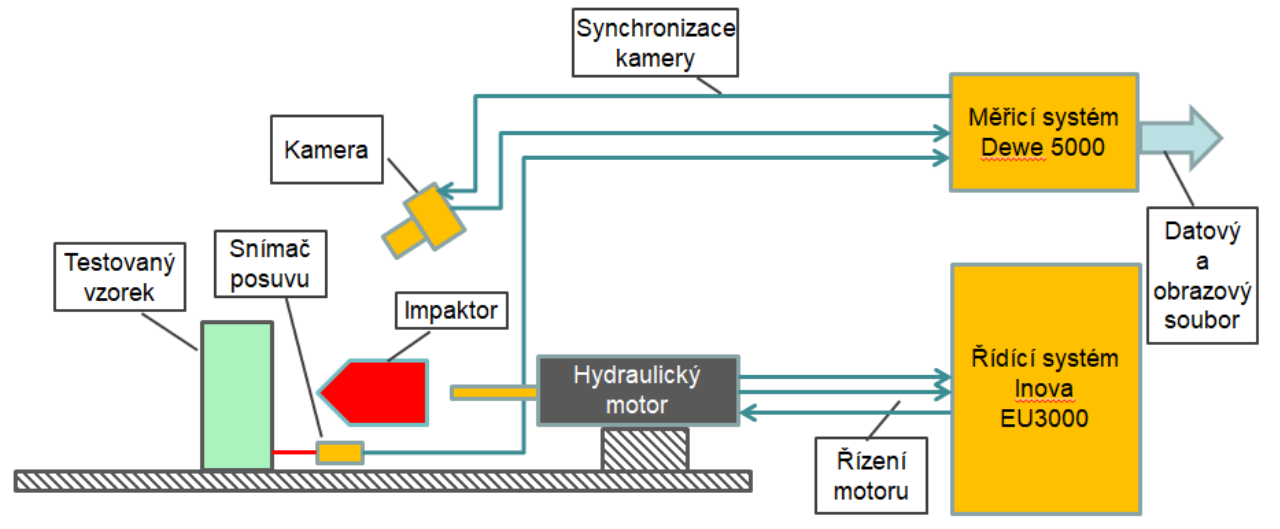 Synchronizace
kamery
Měřicí systém
Dewe 5000
Kamera
Testovaný
vzorek
Snímač
posuvu
Impaktor
Datový
a
obrazový
soubor
Hydraulický
motor
Řídící systém
Inova
EU3000
Řízení
motoru